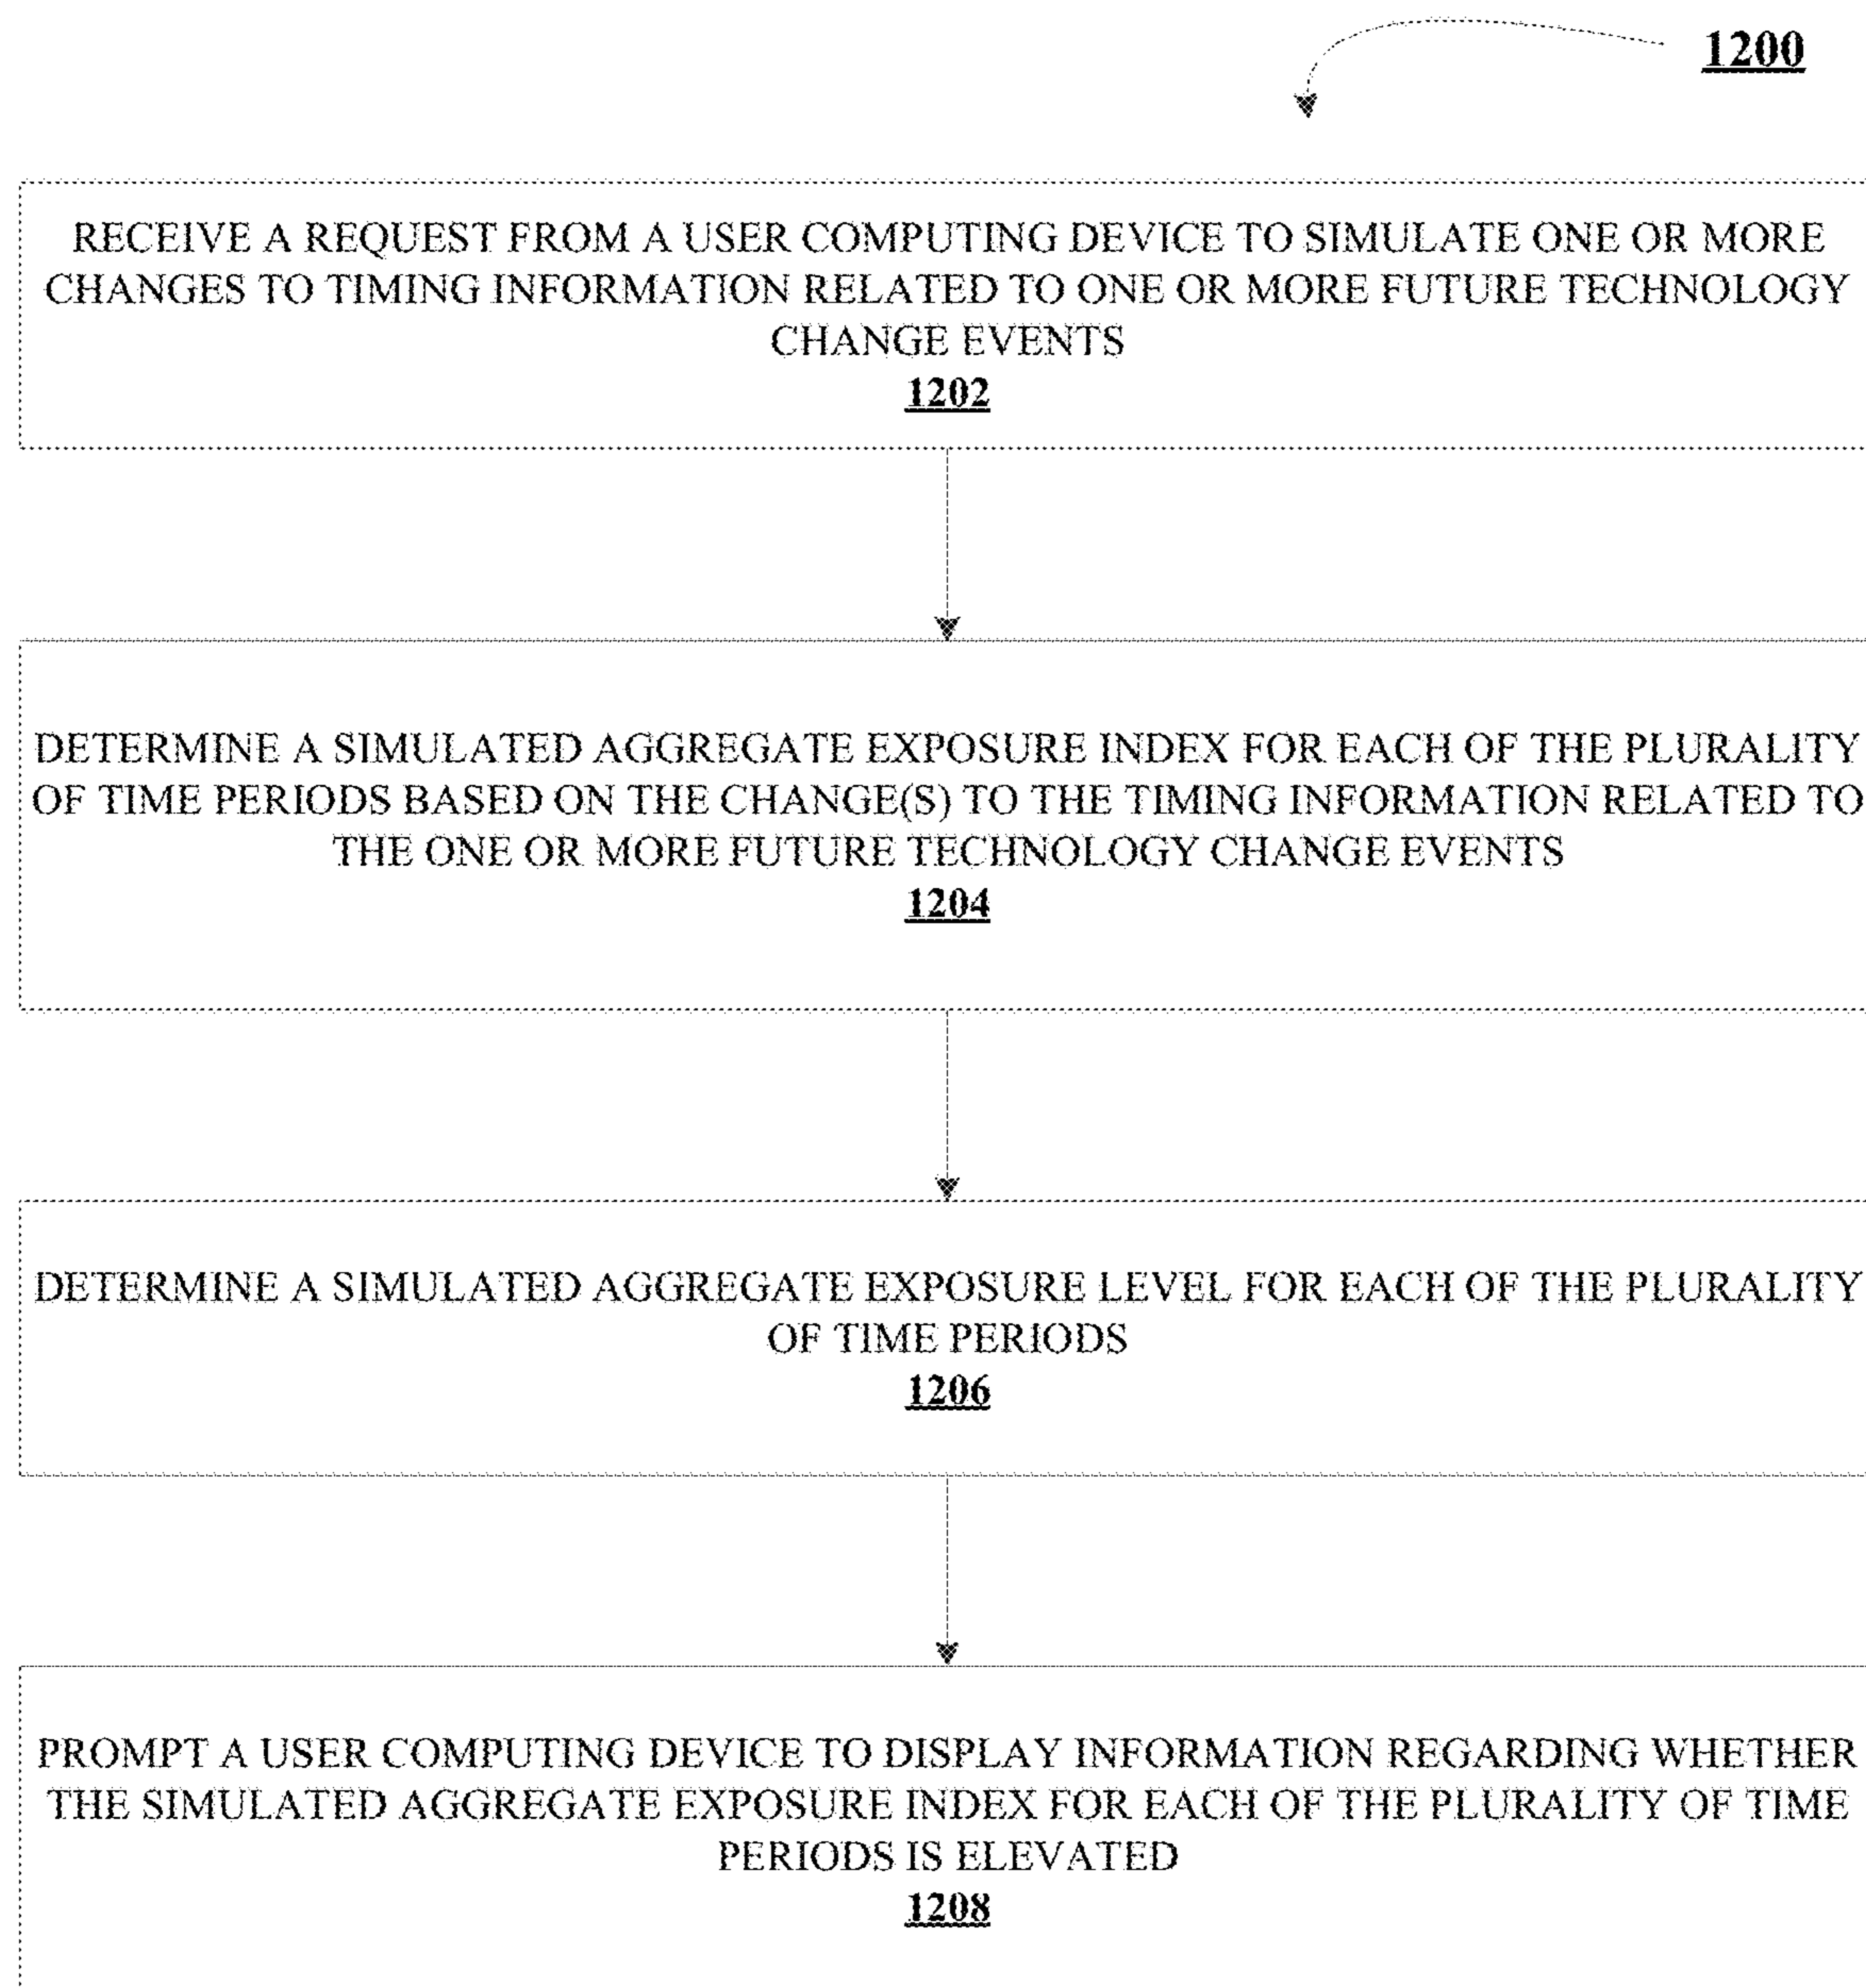 1200
RECEIVE A REQUEST FROM A USER COMPUTING DEVICE TO SIMULATE ONE OR MORE
CHANGES TO TIMING INFORMATION RELATED TO ONE OR MORE FUTURE TECHNOLOGY
CHANGE EVENTS
1202
DETERMINE A SIMULATED AGGREGATE EXPOSURE INDEX FOR EACH OF THE PLURALITY
OF TIME PERIODS BASED ON THE CHANGE(S) TO THE TIMING INFORMATION RELATED TO
THE ONE OR MORE FUTURE TECHNOLOGY CHANGE EVENTS
1204
DETERMINE A SIMULATED AGGREGATE EXPOSURE LEVEL FOR EACH OF THE PLURALITY
OF TIME PERIODS
1206
PROMPT A USER COMPUTING DEVICE TO DISPLAY INFORMATION REGARDING WHETHER
THE SIMULATED AGGREGATE EXPOSURE INDEX FOR EACH OF THE PLURALITY OF TIME
PERIODS IS ELEVATED
1208